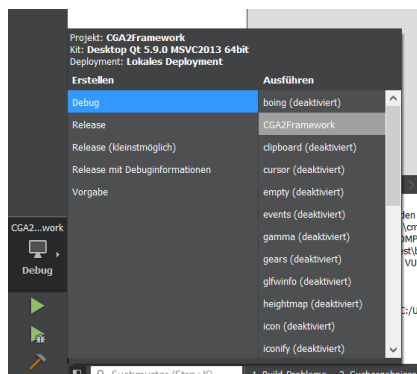 Projekt: CGA2Framework
Kit: Desktop Qt 5.9.0 MSVC2013 64bit
Deployment: Lokales Deployment
Erstellen
Debug
Release
Release (kleinstmöglich)
Release mit Debuginformationen
Vorgabe
Ausführen
boing (deaktiviert)
CGA2Framework
clipboard (deaktiviert)
cursor (deaktiviert)
empty (deaktiviert)
events (deaktiviert)
gamma (deaktiviert)
gears (deaktiviert)
glfwinfo (deaktiviert)
heightmap (deaktiviert)
icon (deaktiviert)
iconify (deaktiviert)
CGA2...work
Debug
den
VU
C:/U